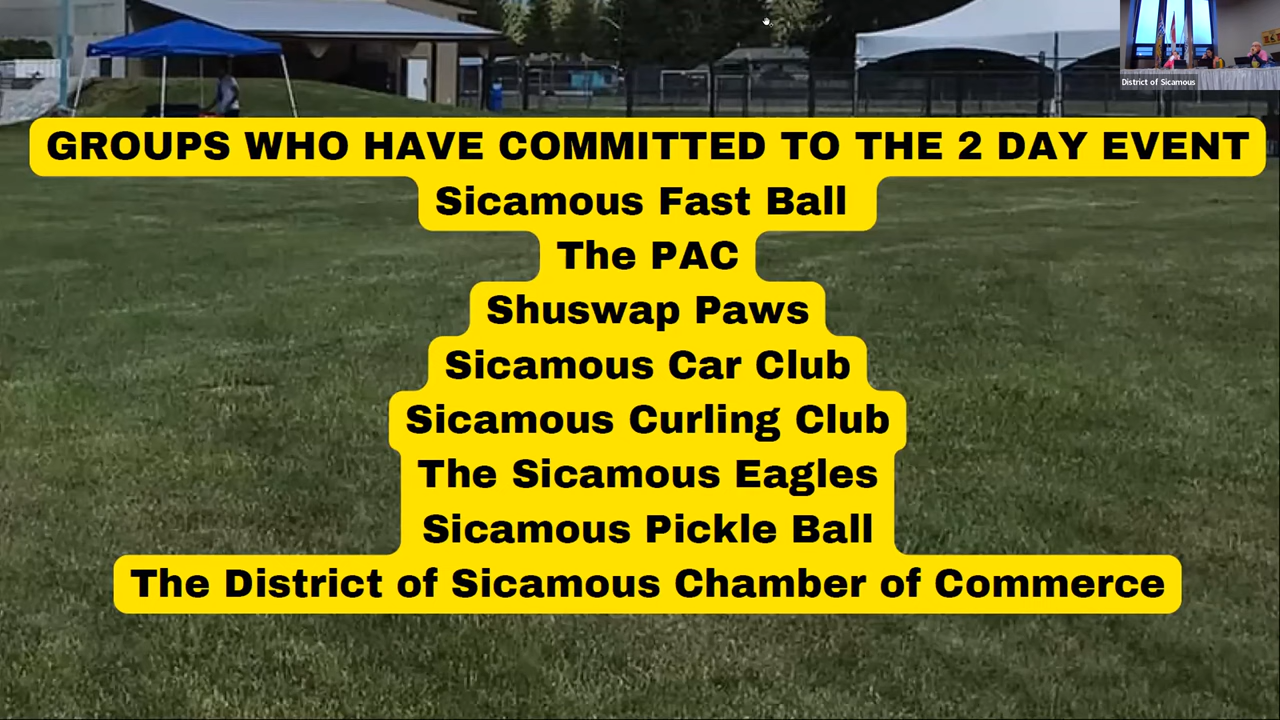 District of Sicamous
GROUPS WHO HAVE COMMITTED TO THE 2 DAY EVENT
Sicamous Fast Ball
The PAC
Shuswap Paws
Sicamous Car Club
Sicamous Curling Club
The Sicamous Eagles
Sicamous Pickle Ball
The District of Sicamous Chamber of Commerce